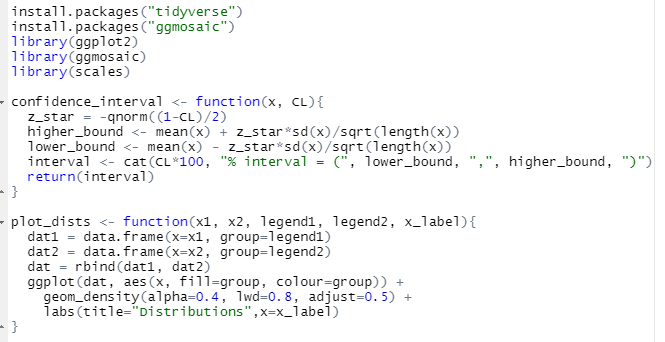 install.packages("tidyverse")
install.packages("ggmosaic")
library(ggplot2)
library(ggmosaic)
library(scales)
confidence_interval <- function(x, CL){
z_star = -qnorm((1-CL)/2)
higher_bound <- mean(x) + z_star*sd(x)/sqrt(length(x))
lower_bound <- mean(x) - z_star*sd(x)/sqrt(length(x))
interval <- cat(CL*100, "% interval = (", lower_bound, ",", higher_bound, ")")
return(interval)
}
plot_dists <- function(x1, x2, legend1, legend2, x_label){
dat1 = data.frame(x=x1, group=legend1)
dat2 = data.frame(x=x2, group=legend2)
dat = rbind(dat1, dat2)
ggplot(dat, aes(x, fill=group, colour=group)) +
geom_density(alpha=0.4, lwd=0.8, adjust=0.5) +
labs(title="Distributions",x=x_label)
}